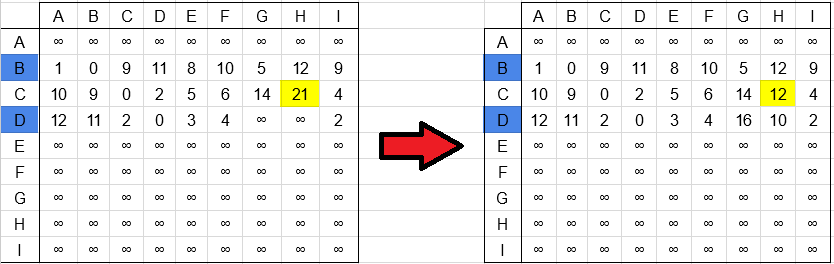 A B C D E F G H I A B C D E F G H I
A ∞ ∞ ∞ ∞ ∞ ∞ ∞ ∞ ∞ A ∞ ∞ ∞ ∞ ∞ ∞ ∞ ∞ ∞
B 1 0 9 11 8 10 5 12 9 B 1 0 9 11 8 10 5 12 9
C 10 9 0 2 5 6 14 21 4 C 10 9 0 2 5 6 14 12 4
D 12 11 2 0 3 4 ∞ ∞ 2 D 12 11 2 0 3 4 16 10 2
E ∞ ∞ ∞ ∞ ∞ ∞ ∞ ∞ ∞ E ∞ ∞ ∞ ∞ ∞ ∞ ∞ ∞ ∞
F ∞ ∞ ∞ ∞ ∞ ∞ ∞ ∞ ∞ F ∞ ∞ ∞ ∞ ∞ ∞ ∞ ∞ ∞
G ∞ ∞ ∞ ∞ ∞ ∞ ∞ ∞ ∞ G ∞ ∞ ∞ ∞ ∞ ∞ ∞ ∞ ∞
H ∞ ∞ ∞ ∞ ∞ ∞ ∞ ∞ ∞ H ∞ ∞ ∞ ∞ ∞ ∞ ∞ ∞ ∞
I ∞ ∞ ∞ ∞ ∞ ∞ ∞ ∞ ∞ I ∞ ∞ ∞ ∞ ∞ ∞ ∞ ∞ ∞